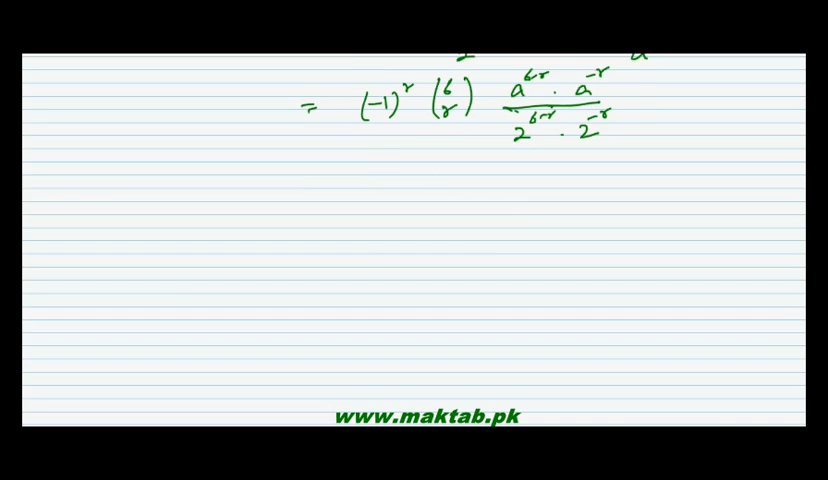 = (-1)^r (6 r) a^{6-r} . a^{-r} / 2^{6-r} . 2^{-r}
www.maktab.pk